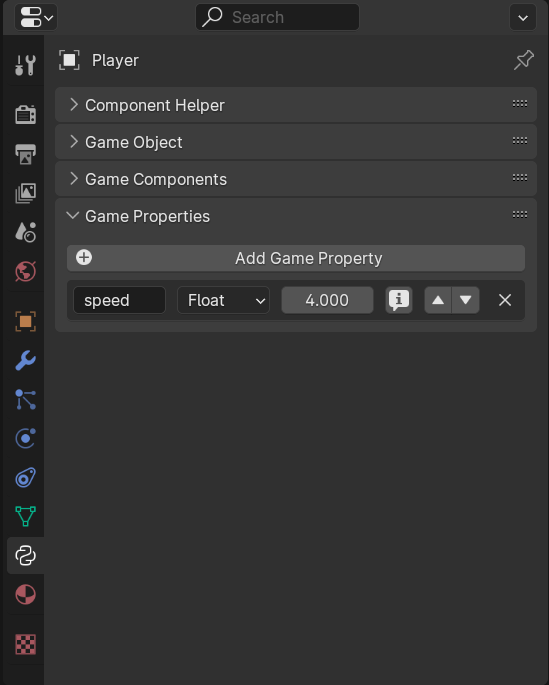 Search
Player
Component Helper
Game Object
Game Components
Game Properties
Add Game Property
speed Float 4.000